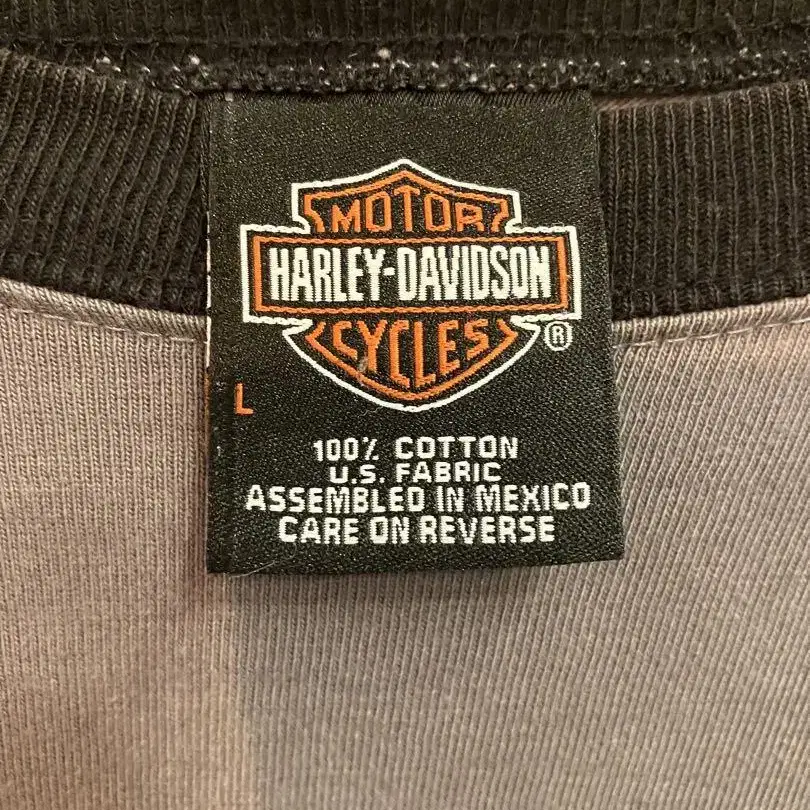 MOTOR
HARLEY-DAVIDSON
CYCLES
®
L
100% COTTON
U.S. FABRIC
ASSEMBLED IN MEXICO
CARE ON REVERSE